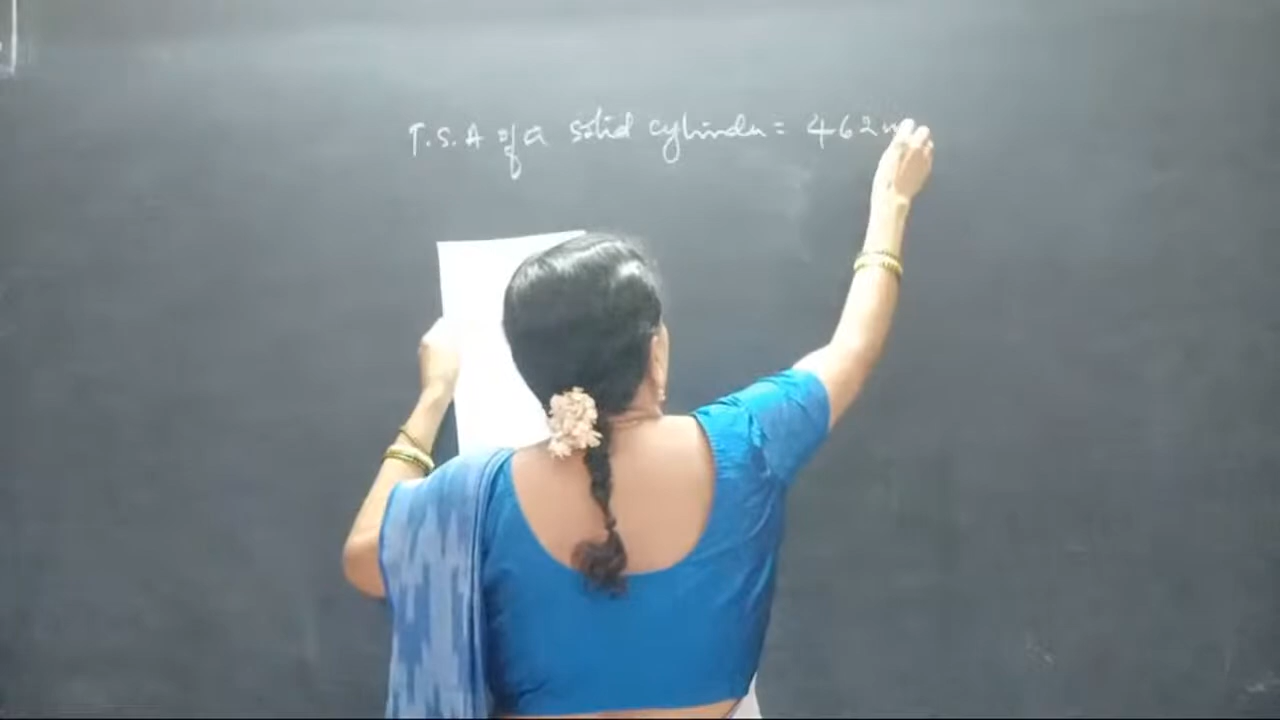 T.S.A of a solid cylinder = 462